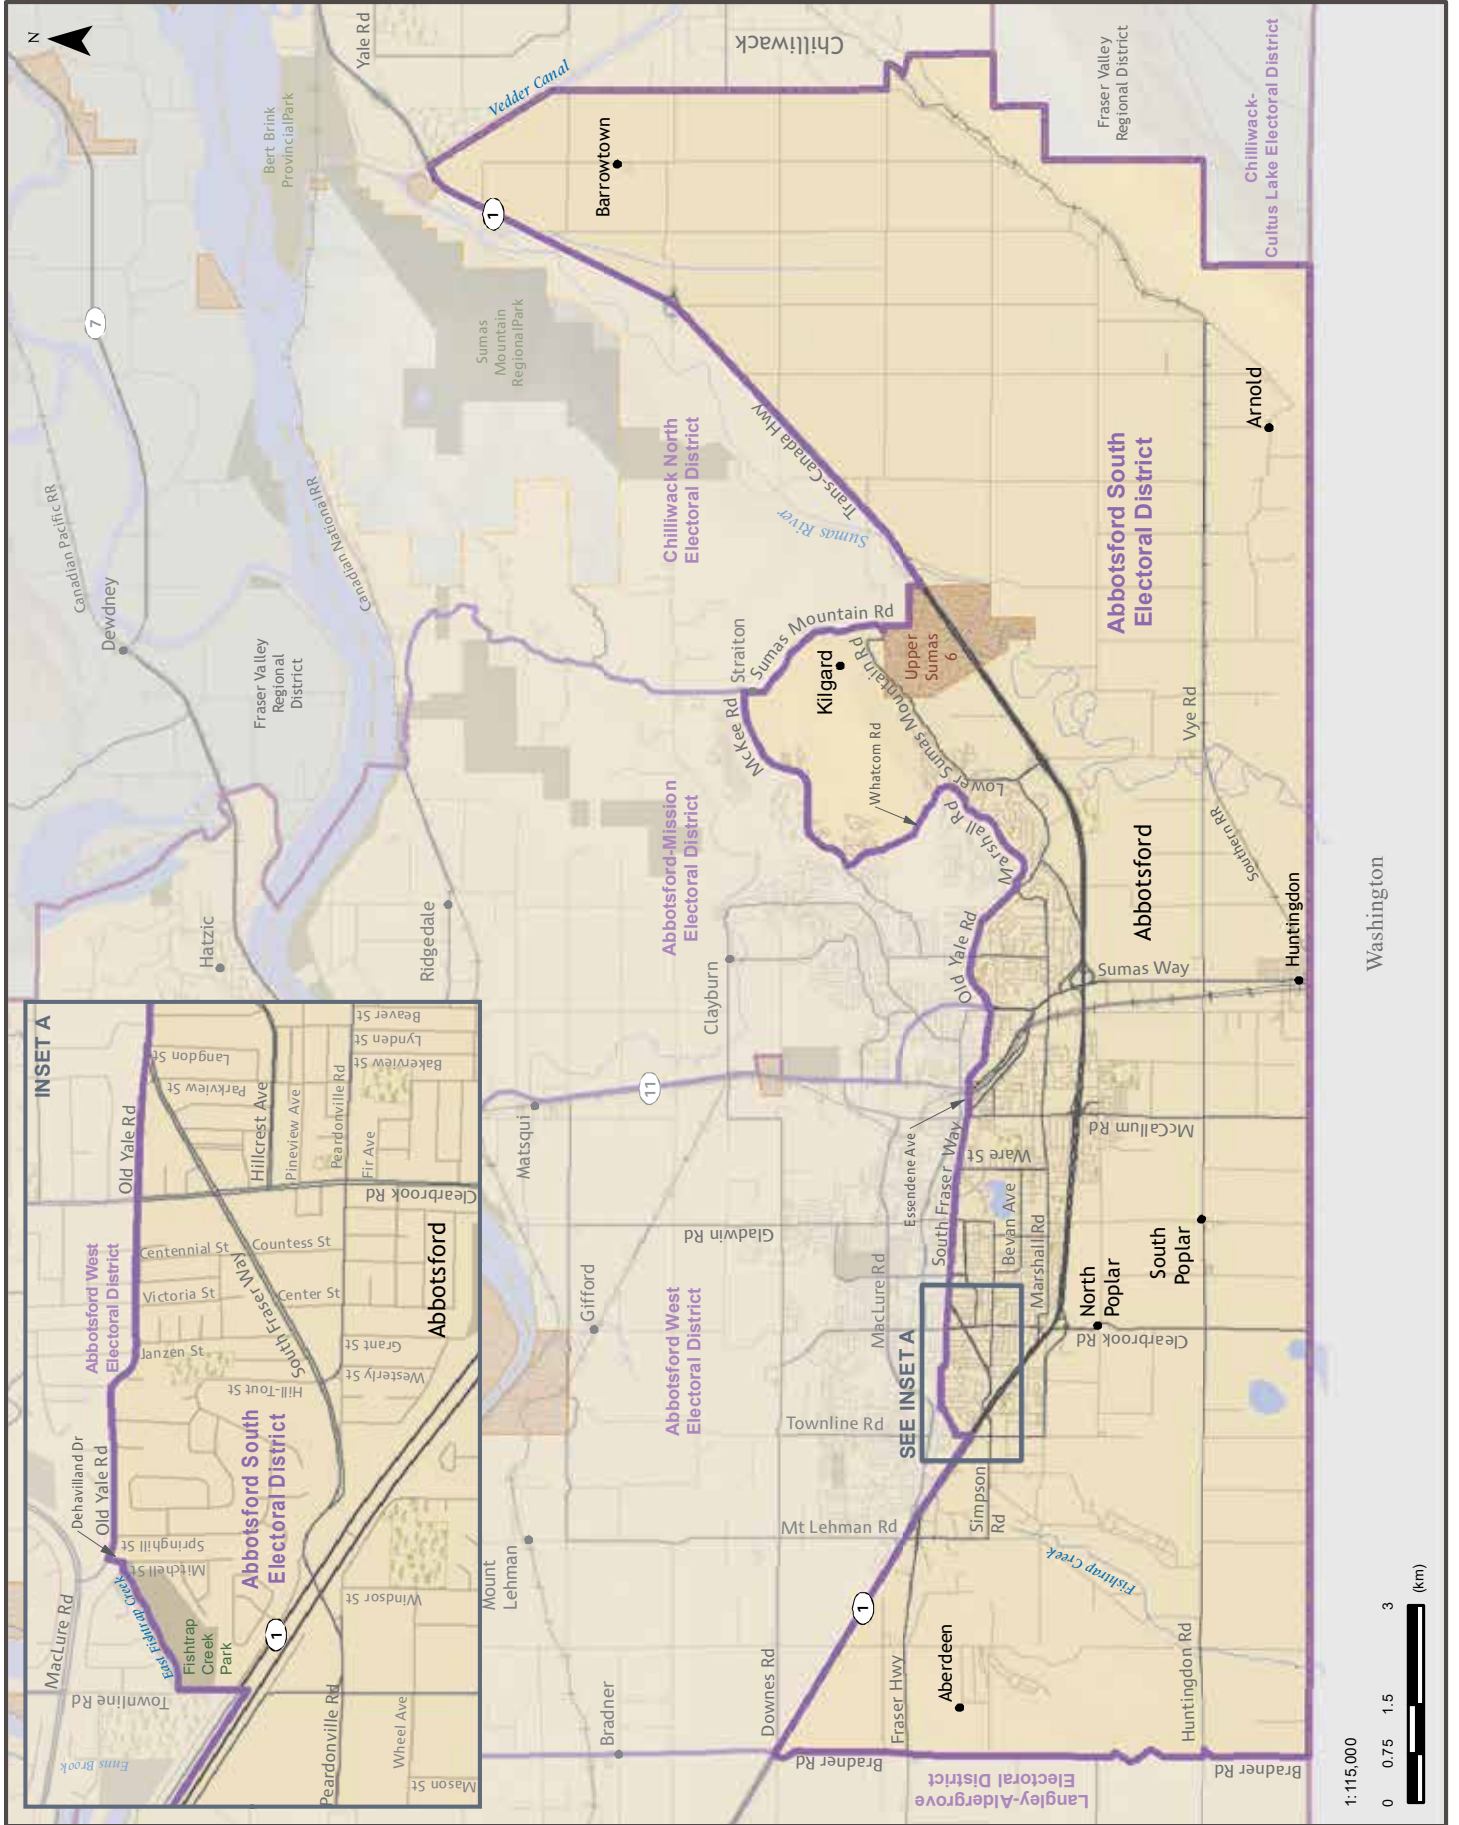 N
INSET A
Old Yale Rd
Langdon St
Parkview St
Hillcrest Ave
Pineview Ave
Peardonville Rd
Beaver St
Lynden St
Bakerview St
Fir Ave
Clearbrook Rd
Abbotsford West
Electoral District
Centennial St
Countess St
Victoria St
Center St
South Fraser Way
Janzen St
Hill-Tout St
Grant St
Westerly St
Abbotsford
Dehavilland Dr
Old Yale Rd
Springhill St
Mitchell St
Abbotsford South
Electoral District
MacLure Rd
East Fishtrap Creek
Fishtrap
Creek
Park
Townline Rd
Enns Brook
1
Windsor St
Peardonville Rd
Wheel Ave
Mason St
Yale Rd
Vedder Canal
Chilliwack
Bert Brink
ProvincialPark
Fraser Valley
Regional District
Chilliwack-
Cultus Lake Electoral District
Barrowtown
1
7
Sumas
Mountain
RegionalPark
Canadian Pacific RR
Canadian National RR
Dewdney
Fraser Valley
Regional
District
Hatzic
Ridgedale
Chilliwack North
Electoral District
Trans-Canada Hwy
Sumas River
Arnold
Abbotsford South
Electoral District
Straiton
Sumas Mountain Rd
McKee Rd
Kilgard
Upper
Sumas
6
Lower Sumas Mountain Rd
Whatcom Rd
Marshall Rd
Vye Rd
Southern RR
Abbotsford-Mission
Electoral District
Clayburn
Old Yale Rd
Abbotsford
Sumas Way
Huntingdon
Washington
11
Matsqui
Essendene Ave
South Fraser Way
Ware St
McCallum Rd
Gladwin Rd
Bevan Ave
Marshall Rd
MacLure Rd
Gifford
North
Poplar
South
Poplar
Clearbrook Rd
Abbotsford West
Electoral District
SEE INSET A
Townline Rd
Mt Lehman Rd
Simpson
Rd
Mount
Lehman
Fishtrap Creek
1
Bradner
Downes Rd
Fraser Hwy
Aberdeen
Huntingdon Rd
Bradner Rd
Bradner Rd
Langley-Aldergrove
Electoral District
1: 115,000
0 0.75 1.5 3
(km)